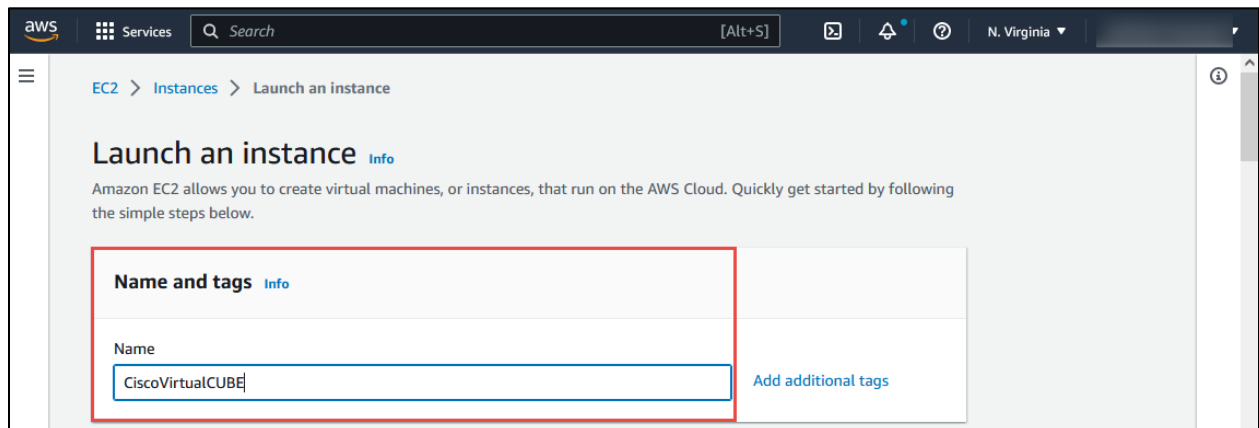 aws Services Search [Alt+S] N. Virginia
EC2 > Instances > Launch an instance
Launch an instance Info
Amazon EC2 allows you to create virtual machines, or instances, that run on the AWS Cloud. Quickly get started by following
the simple steps below.
Name and tags Info
Name
CiscoVirtualCUBE
Add additional tags